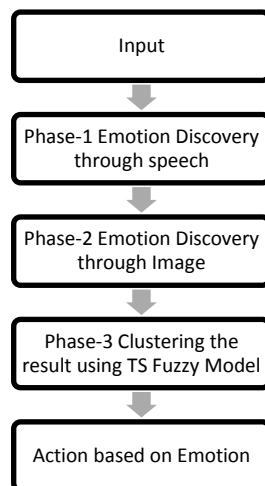 Input
Phase-1 Emotion Discovery
through speech
Phase-2 Emotion Discovery
through Image
Phase-3 Clustering the
result using TS Fuzzy Model
Action based on Emotion